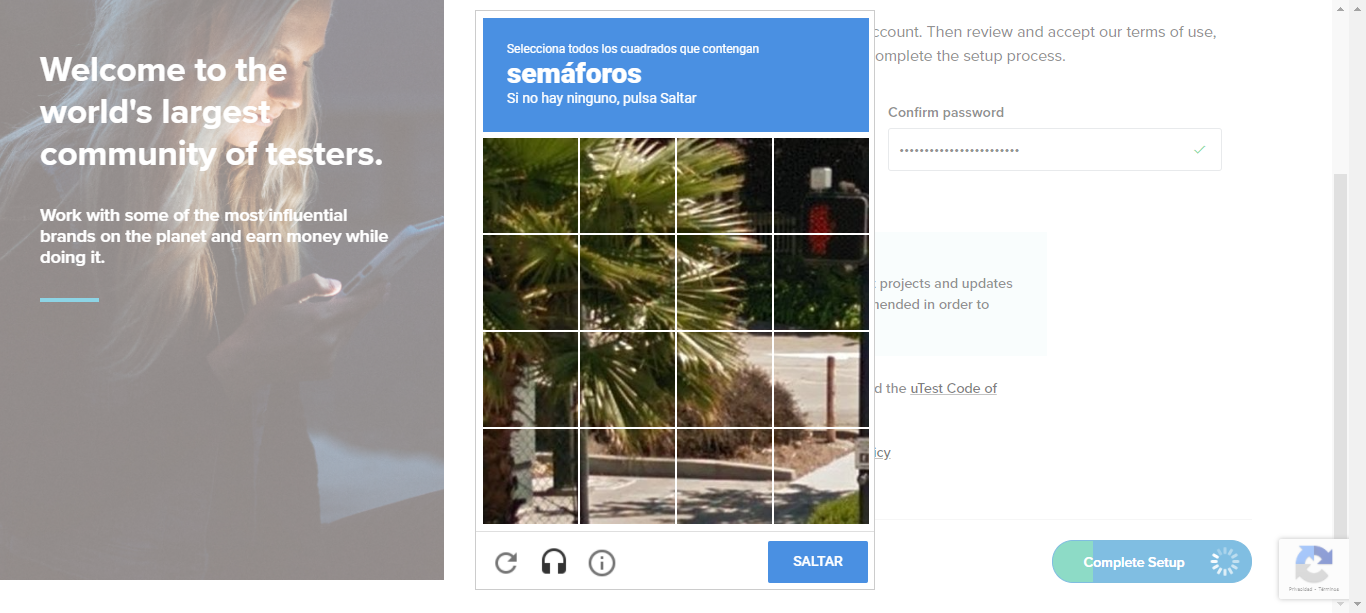 Welcome to the
world's largest
community of testers.
Work with some of the most influential
brands on the planet and earn money while
doing it.
Selecciona todos los cuadrados que contengan
semáforos
Si no hay ninguno, pulsa Saltar
SALTAR
ccount. Then review and accept our terms of use,
omplete the setup process.
Confirm password
projects and updates
ended in order to
d the uTest Code of
icy
Complete Setup
Privacidad - Términos